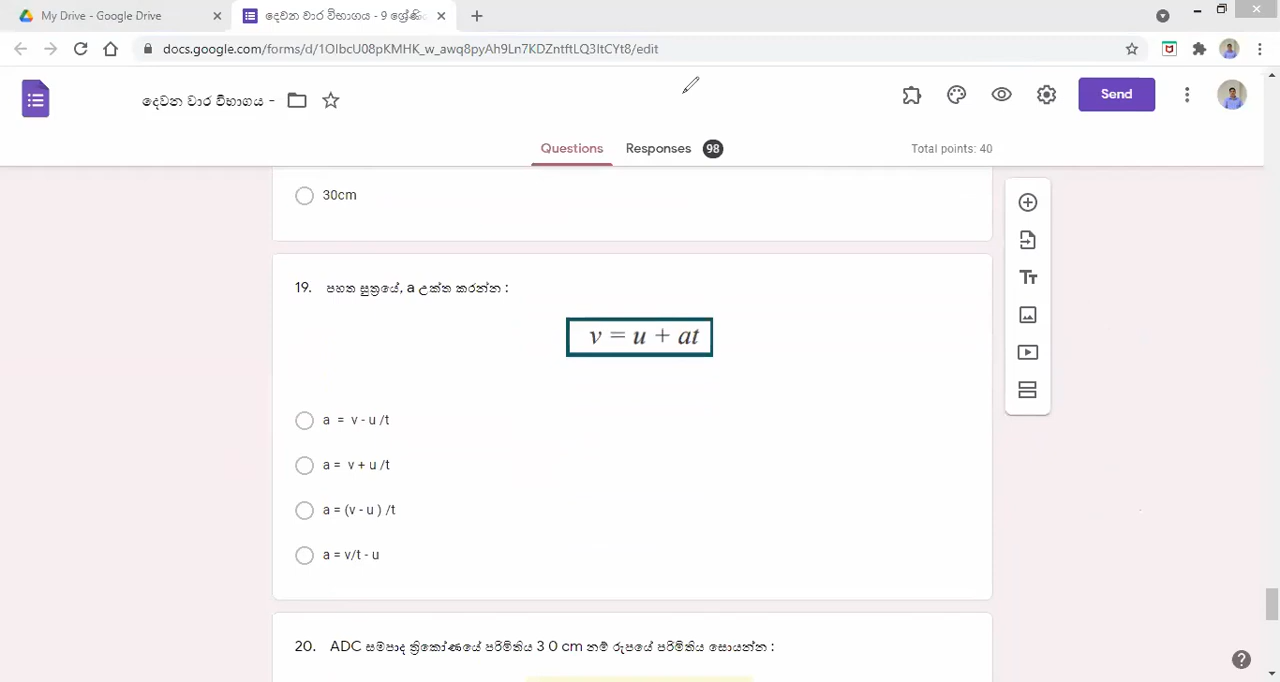 My Drive - Google Drive
දෙවන වාර විභාගය - 9 ශ්‍රේණි
docs.google.com/forms/d/1OlbcU08pKMHK_w_awq8pyAh9Ln7KDZntftLQ3ItCYt8/edit
දෙවන වාර විභාගය -
Send
Questions Responses 98
Total points: 40
30cm
19. පහත සුත්‍රයේ, a උක්ත කරන්න :
v = u + at
a = v - u /t
a = v + u /t
a = (v - u ) /t
a = v/t - u
20. ADC සමපාද ත්‍රිකෝණයේ පරිමිතිය 3 0 cm නම් රූපයේ පරිමිතිය සොයන්න :